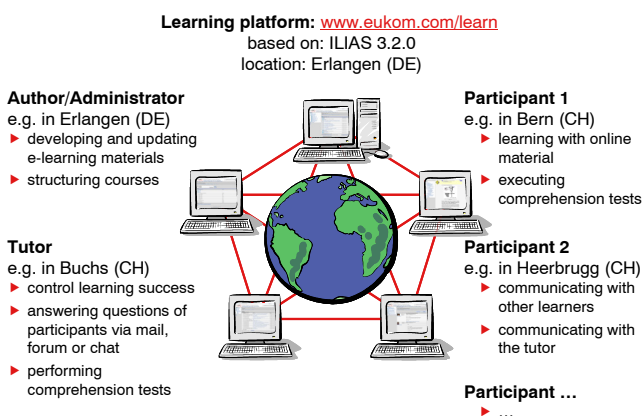 Learning platform: www.eukom.com/learn
based on: ILIAS 3.2.0
location: Erlangen (DE)
Author/Administrator
e.g. in Erlangen (DE)
developing and updating
e-learning materials
structuring courses
Tutor
e.g. in Buchs (CH)
control learning success
answering questions of
participants via mail,
forum or chat
performing
comprehension tests
Participant 1
e.g. in Bern (CH)
learning with online
material
executing
comprehension tests
Participant 2
e.g. in Heerbrugg (CH)
communicating with
other learners
communicating with
the tutor
Participant ...
...